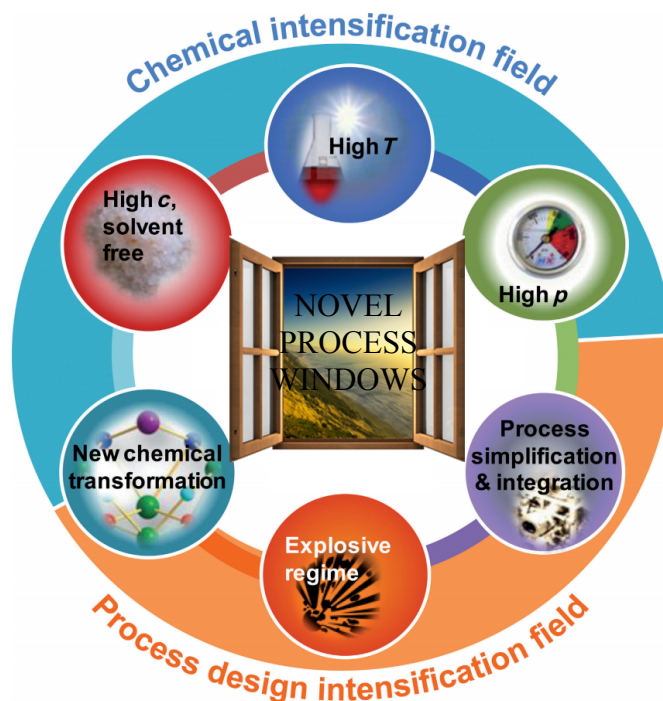 Chemical intensification field
High T
High c,
solvent
free
High p
NOVEL
PROCESS
WINDOWS
New chemical
transformation
Process
simplification
& integration
Explosive
regime
Process design intensification field